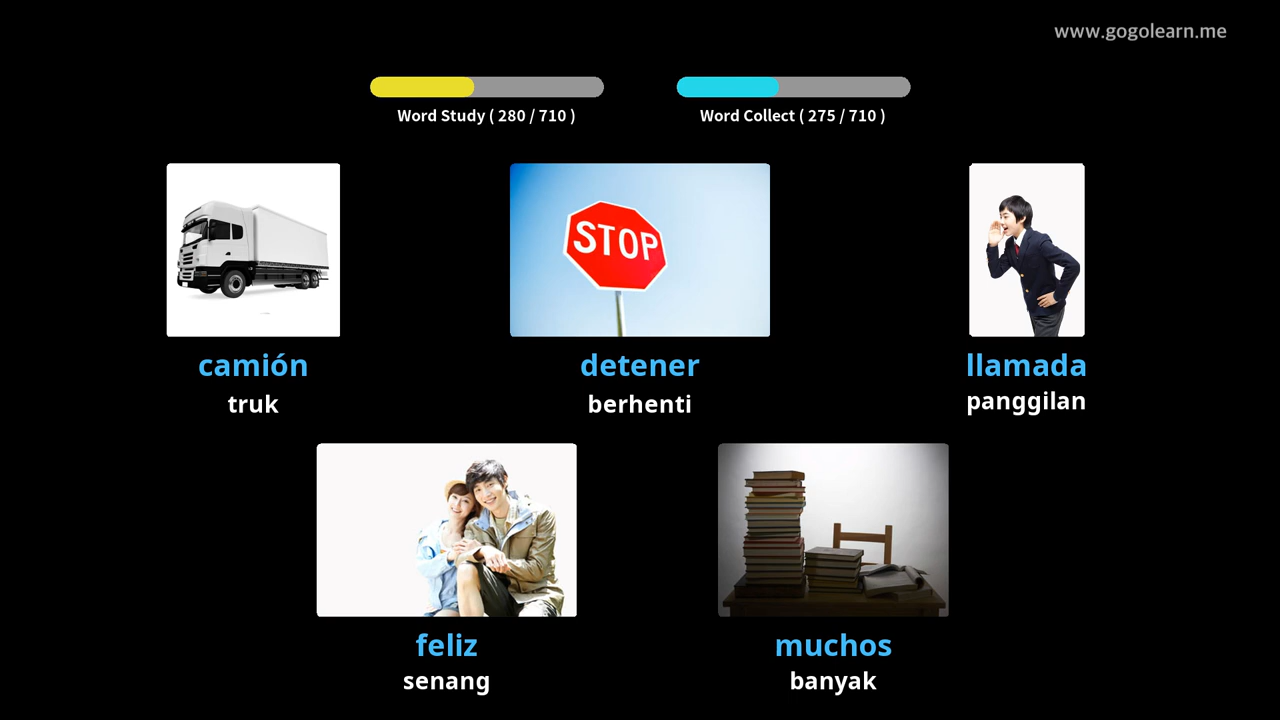 www.gogolearn.me
Word Study ( 280 / 710 )
Word Collect ( 275 / 710 )
STOP
camión
detener
llamada
truk
berhenti
panggilan
feliz
muchos
senang
banyak